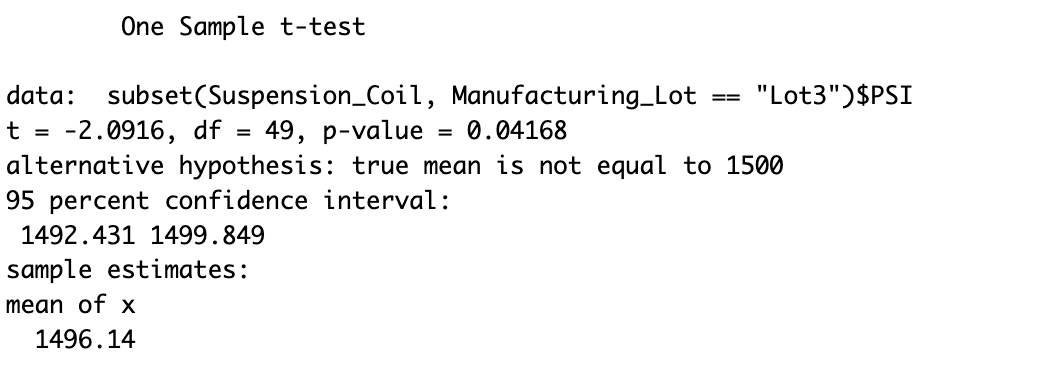 One Sample t-test
data:  subset(Suspension_Coil, Manufacturing_Lot == "Lot3")$PSI
t = -2.0916, df = 49, p-value = 0.04168
alternative hypothesis: true mean is not equal to 1500
95 percent confidence interval:
 1492.431 1499.849
sample estimates:
mean of x
  1496.14